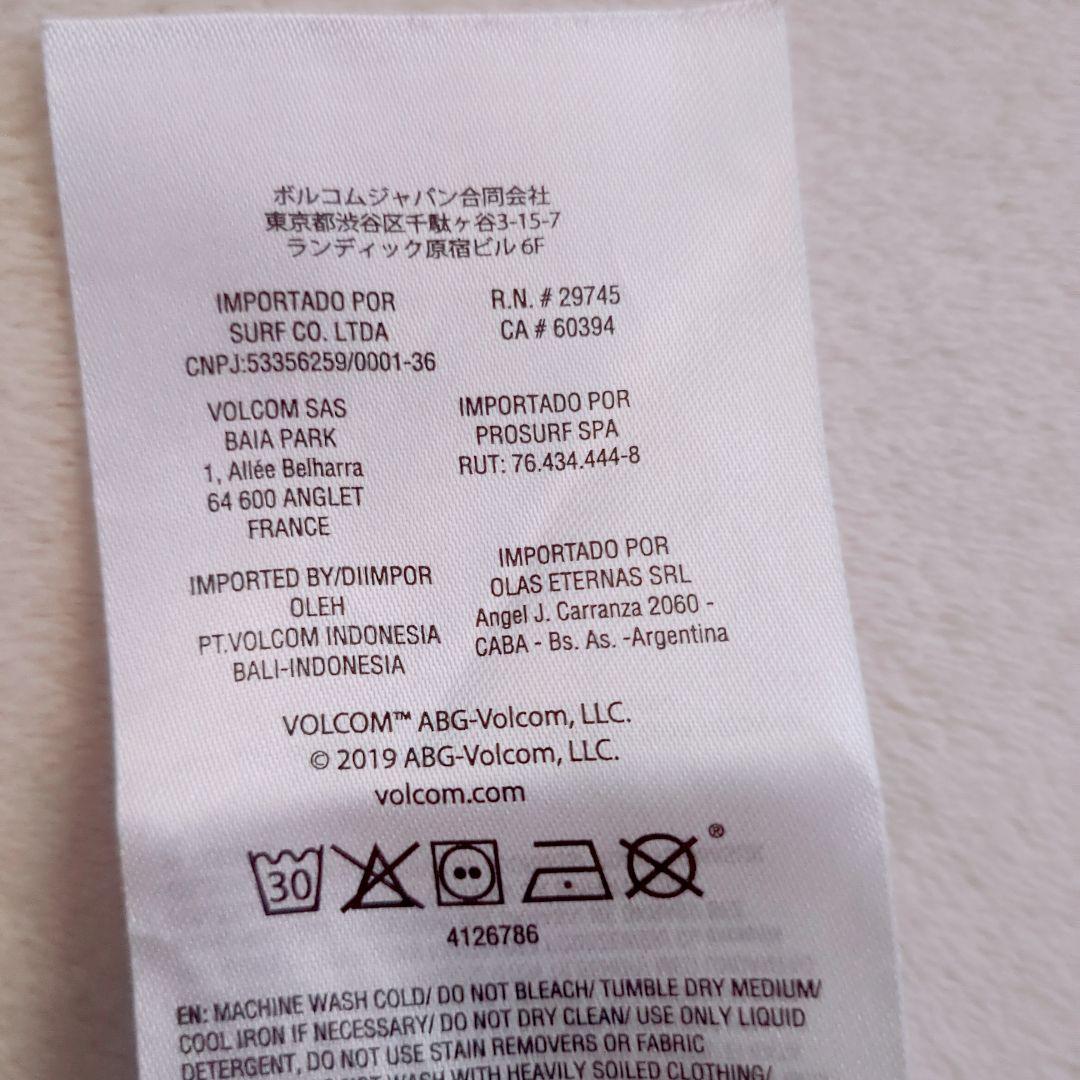 ボルコムジャパン合同会社
東京都渋谷区千駄ヶ谷3-15-7
ランディック原宿ビル 6F
IMPORTADO POR
SURF CO. LTDA
CNPJ:53356259/0001-36
R.N. # 29745
CA # 60394
VOLCOM SAS
BAIA PARK
1, Allée Belharra
64 600 ANGLET
FRANCE
IMPORTADO POR
PROSURF SPA
RUT: 76.434.444-8
IMPORTED BY/DIIMPOR
OLEH
PT.VOLCOM INDONESIA
BALI-INDONESIA
IMPORTADO POR
OLAS ETERNAS SRL
Angel J. Carranza 2060 -
CABA - Bs. As. -Argentina
VOLCOM™ ABG-Volcom, LLC.
© 2019 ABG-Volcom, LLC.
volcom.com
30
®
4126786
EN: MACHINE WASH COLD/ DO NOT BLEACH/ TUMBLE DRY MEDIUM/
COOL IRON IF NECESSARY/ DO NOT DRY CLEAN/ USE ONLY LIQUID
DETERGENT, DO NOT USE STAIN REMOVERS OR FABRIC
WASH WITH HEAVILY SOILED CLOTHING/